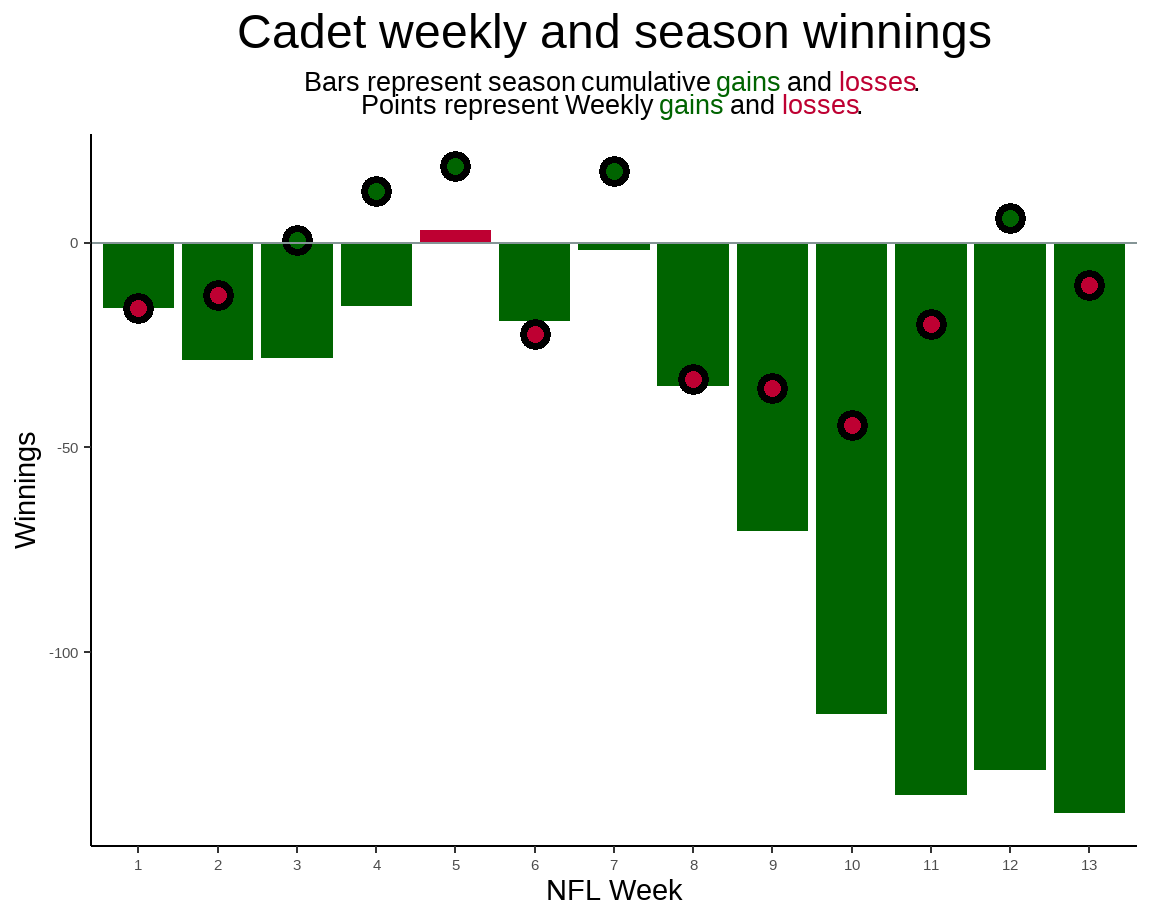 Cadet weekly and season winnings
Bars represent season cumulative gains and losses.
Points represent Weekly gains and losses.
Winnings
0
-50
-100
1 2 3 4 5 6 7 8 9 10 11 12 13
NFL Week